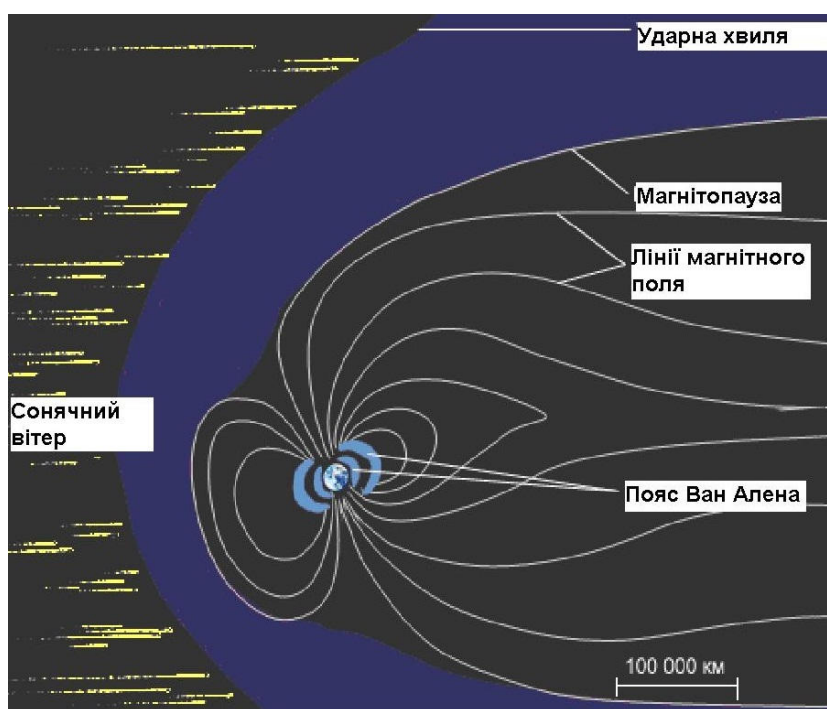 Ударна хвиля
Магнітопауза
Лінії магнітного
поля
Сонячний
вітер
Пояс Ван Алена
100 000 км